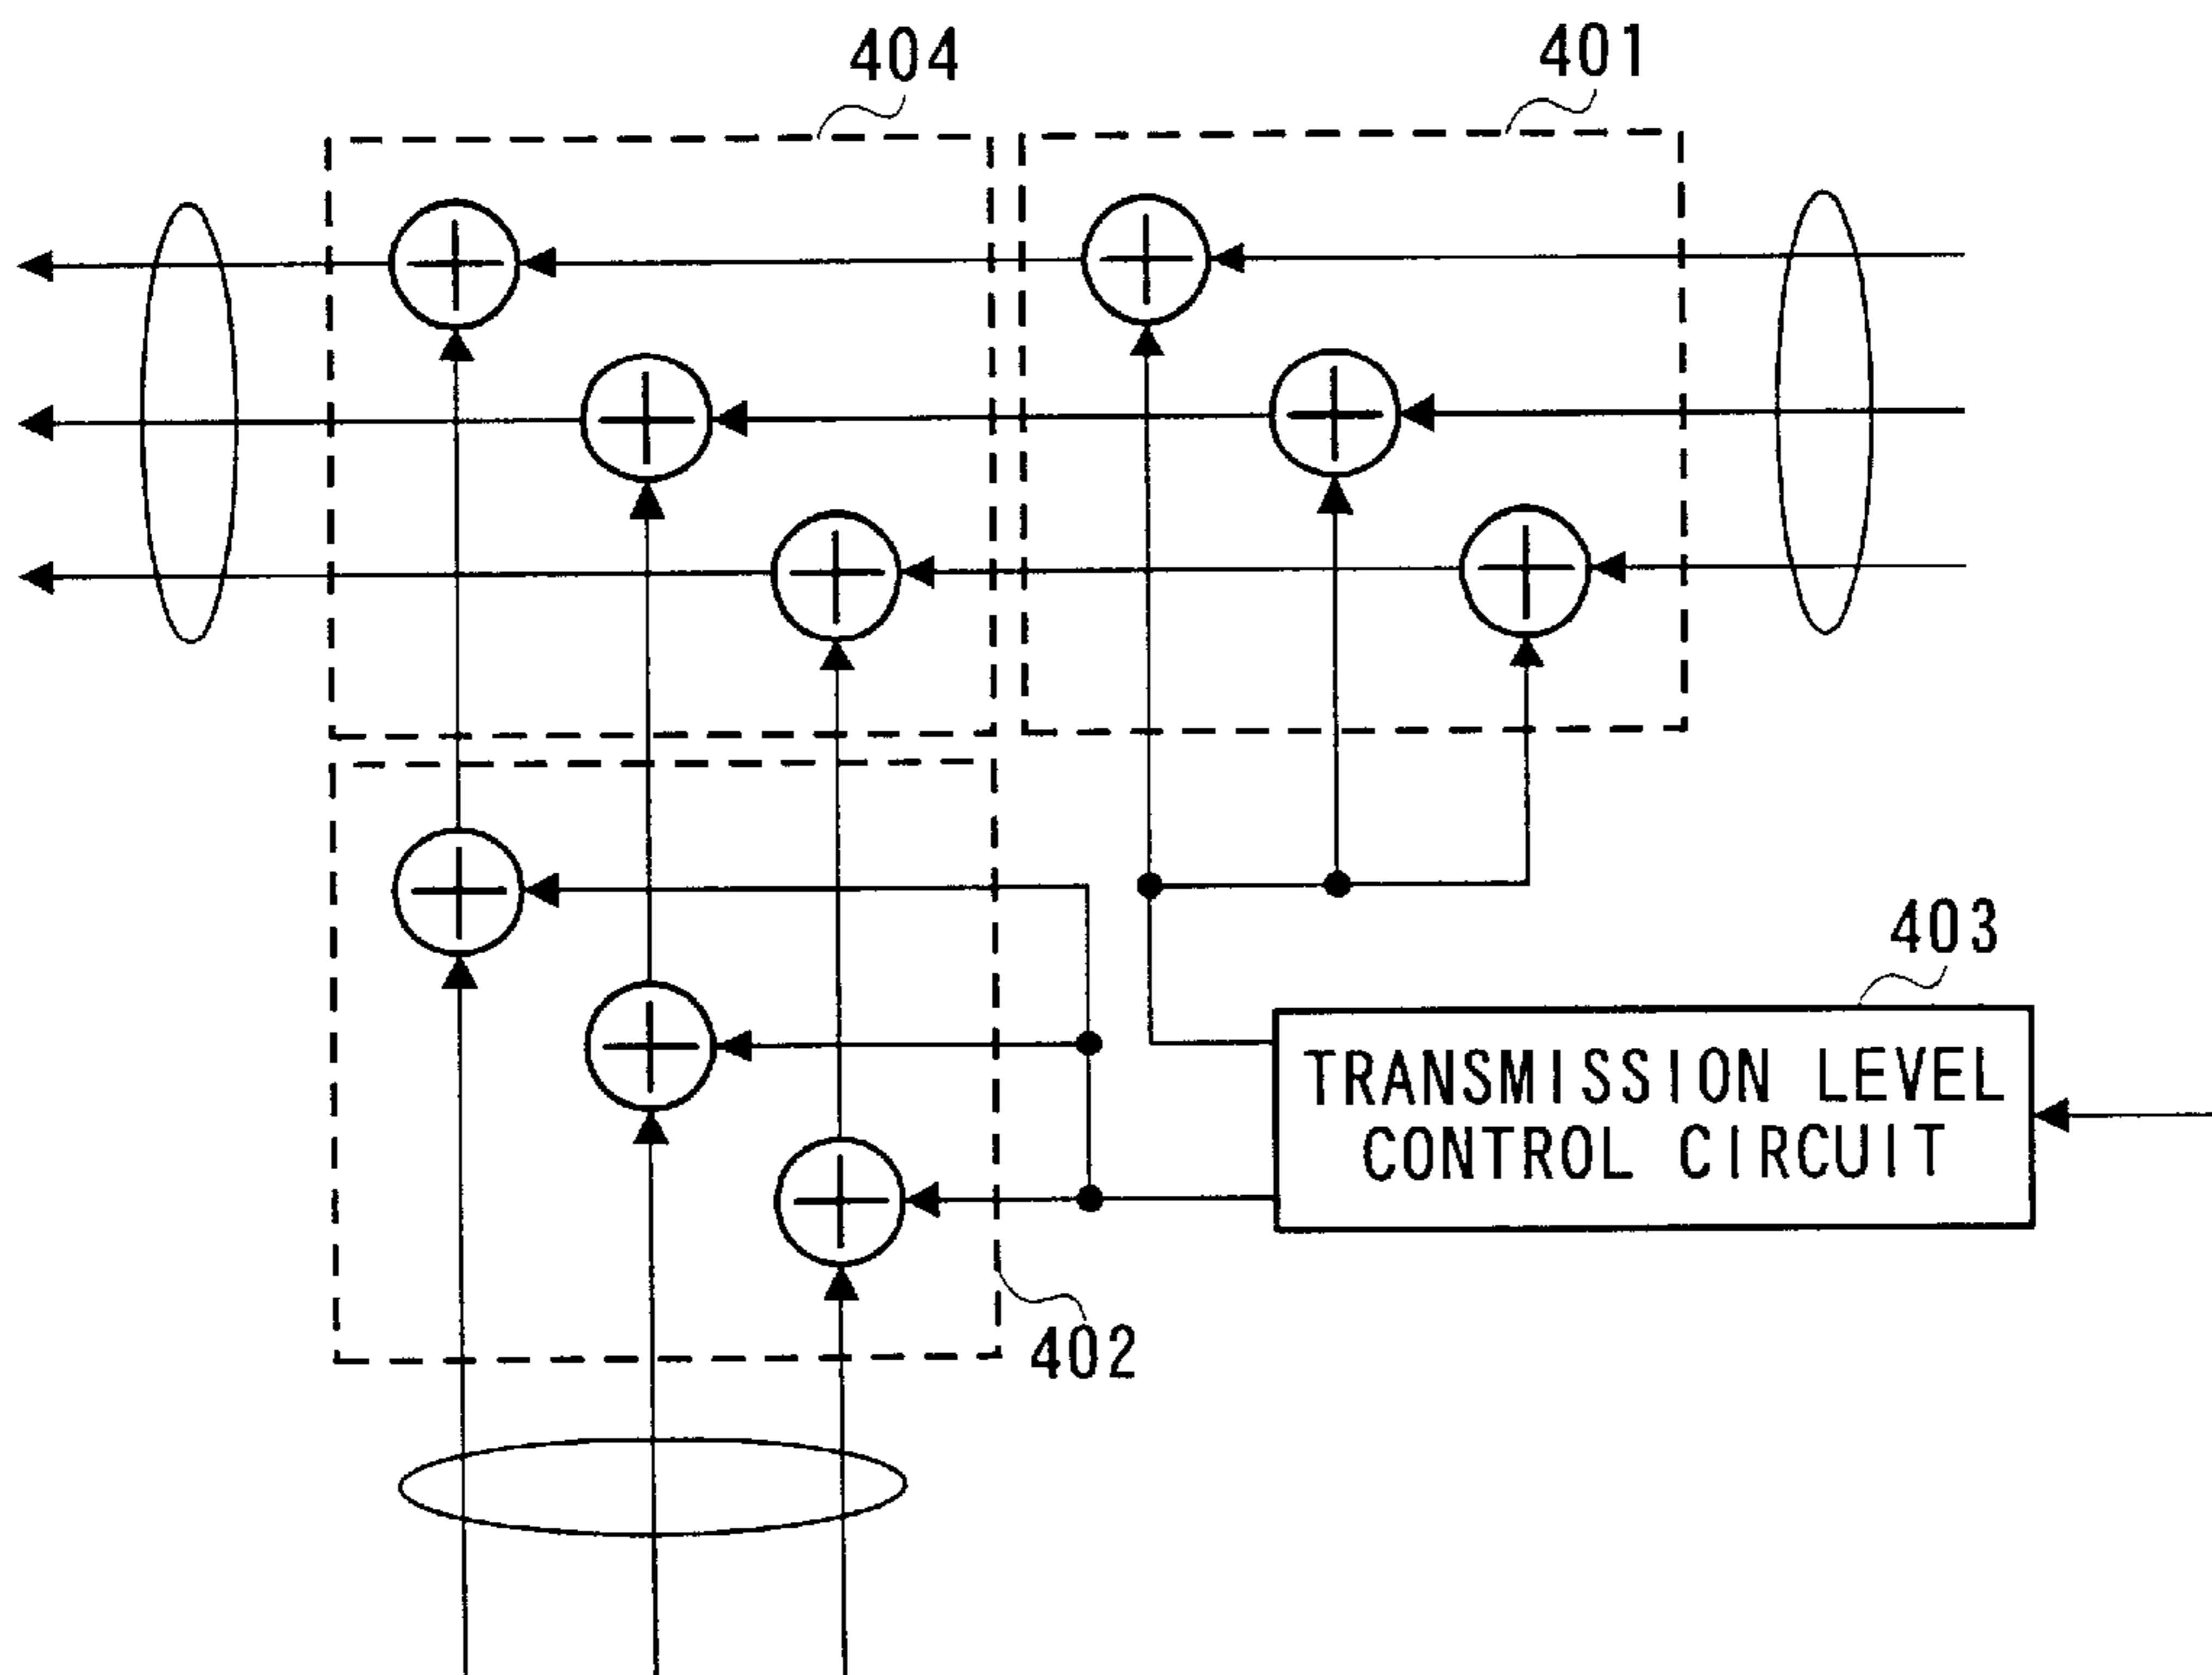 404
401
403
TRANSMISSION LEVEL
CONTROL CIRCUIT
402